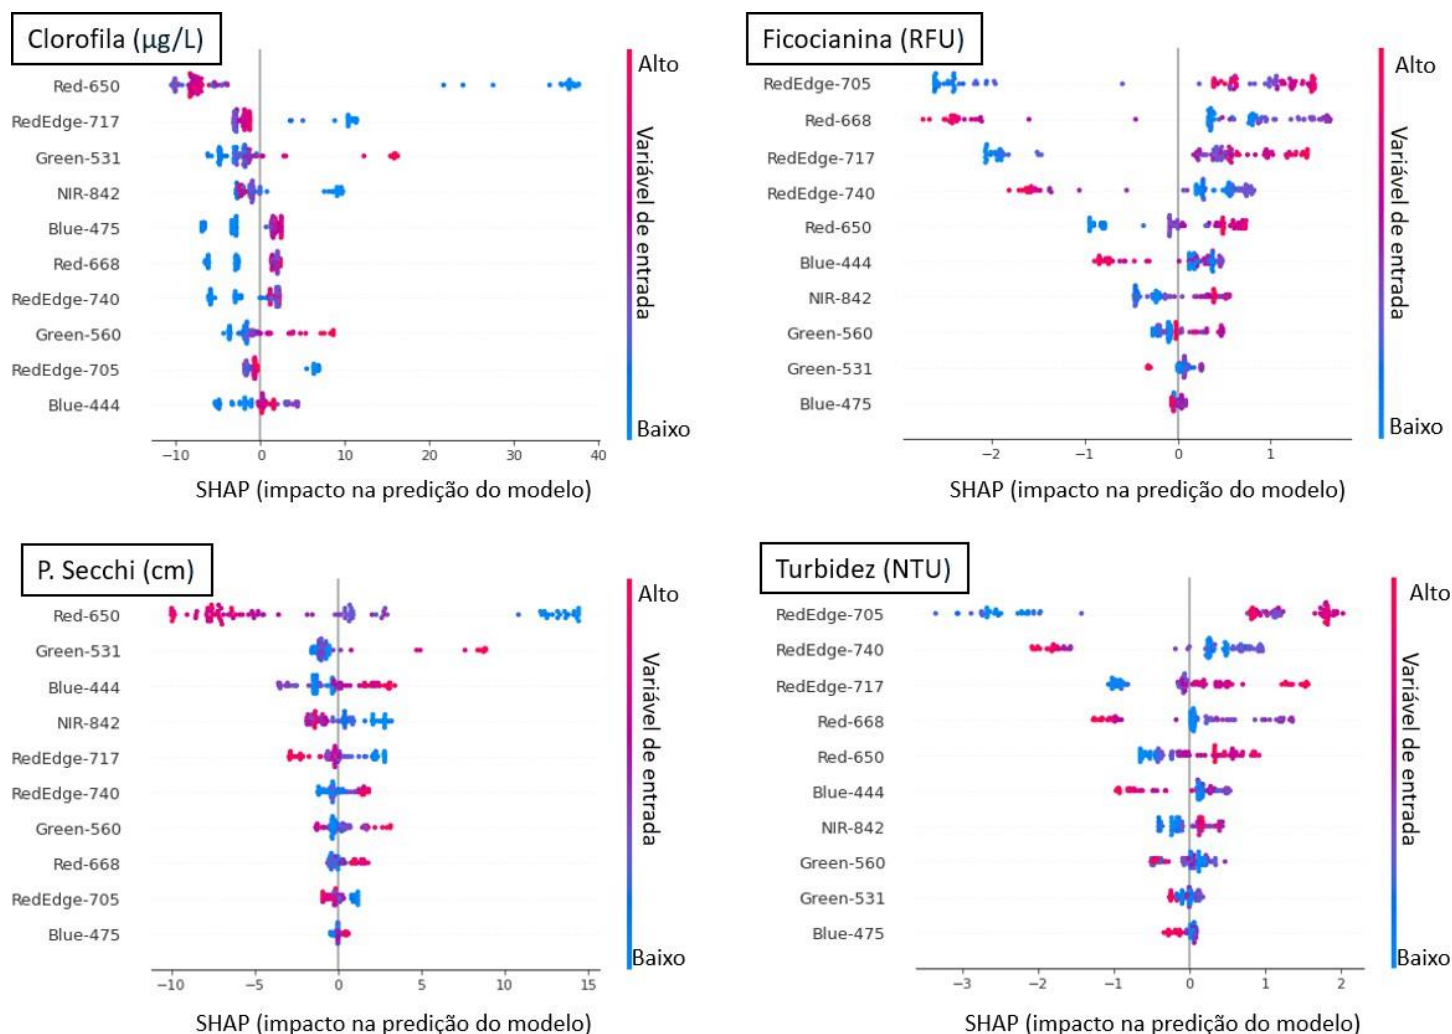 Clorofila (µg/L)
Alto
Red-650
RedEdge-717
Green-531
NIR-842
Blue-475
Red-668
RedEdge-740
Green-560
RedEdge-705
Blue-444
Variável de entrada
Baixo
−10 0 10 20 30 40
SHAP (impacto na predição do modelo)
Ficocianina (RFU)
Alto
RedEdge-705
Red-668
RedEdge-717
RedEdge-740
Red-650
Blue-444
NIR-842
Green-560
Green-531
Blue-475
Variável de entrada
Baixo
−2 −1 0 1
SHAP (impacto na predição do modelo)
P. Secchi (cm)
Alto
Red-650
Green-531
Blue-444
NIR-842
RedEdge-717
RedEdge-740
Green-560
Red-668
RedEdge-705
Blue-475
Variável de entrada
Baixo
−10 −5 0 5 10 15
SHAP (impacto na predição do modelo)
Turbidez (NTU)
Alto
RedEdge-705
RedEdge-740
RedEdge-717
Red-668
Red-650
Blue-444
NIR-842
Green-560
Green-531
Blue-475
Variável de entrada
Baixo
−3 −2 −1 0 1 2
SHAP (impacto na predição do modelo)